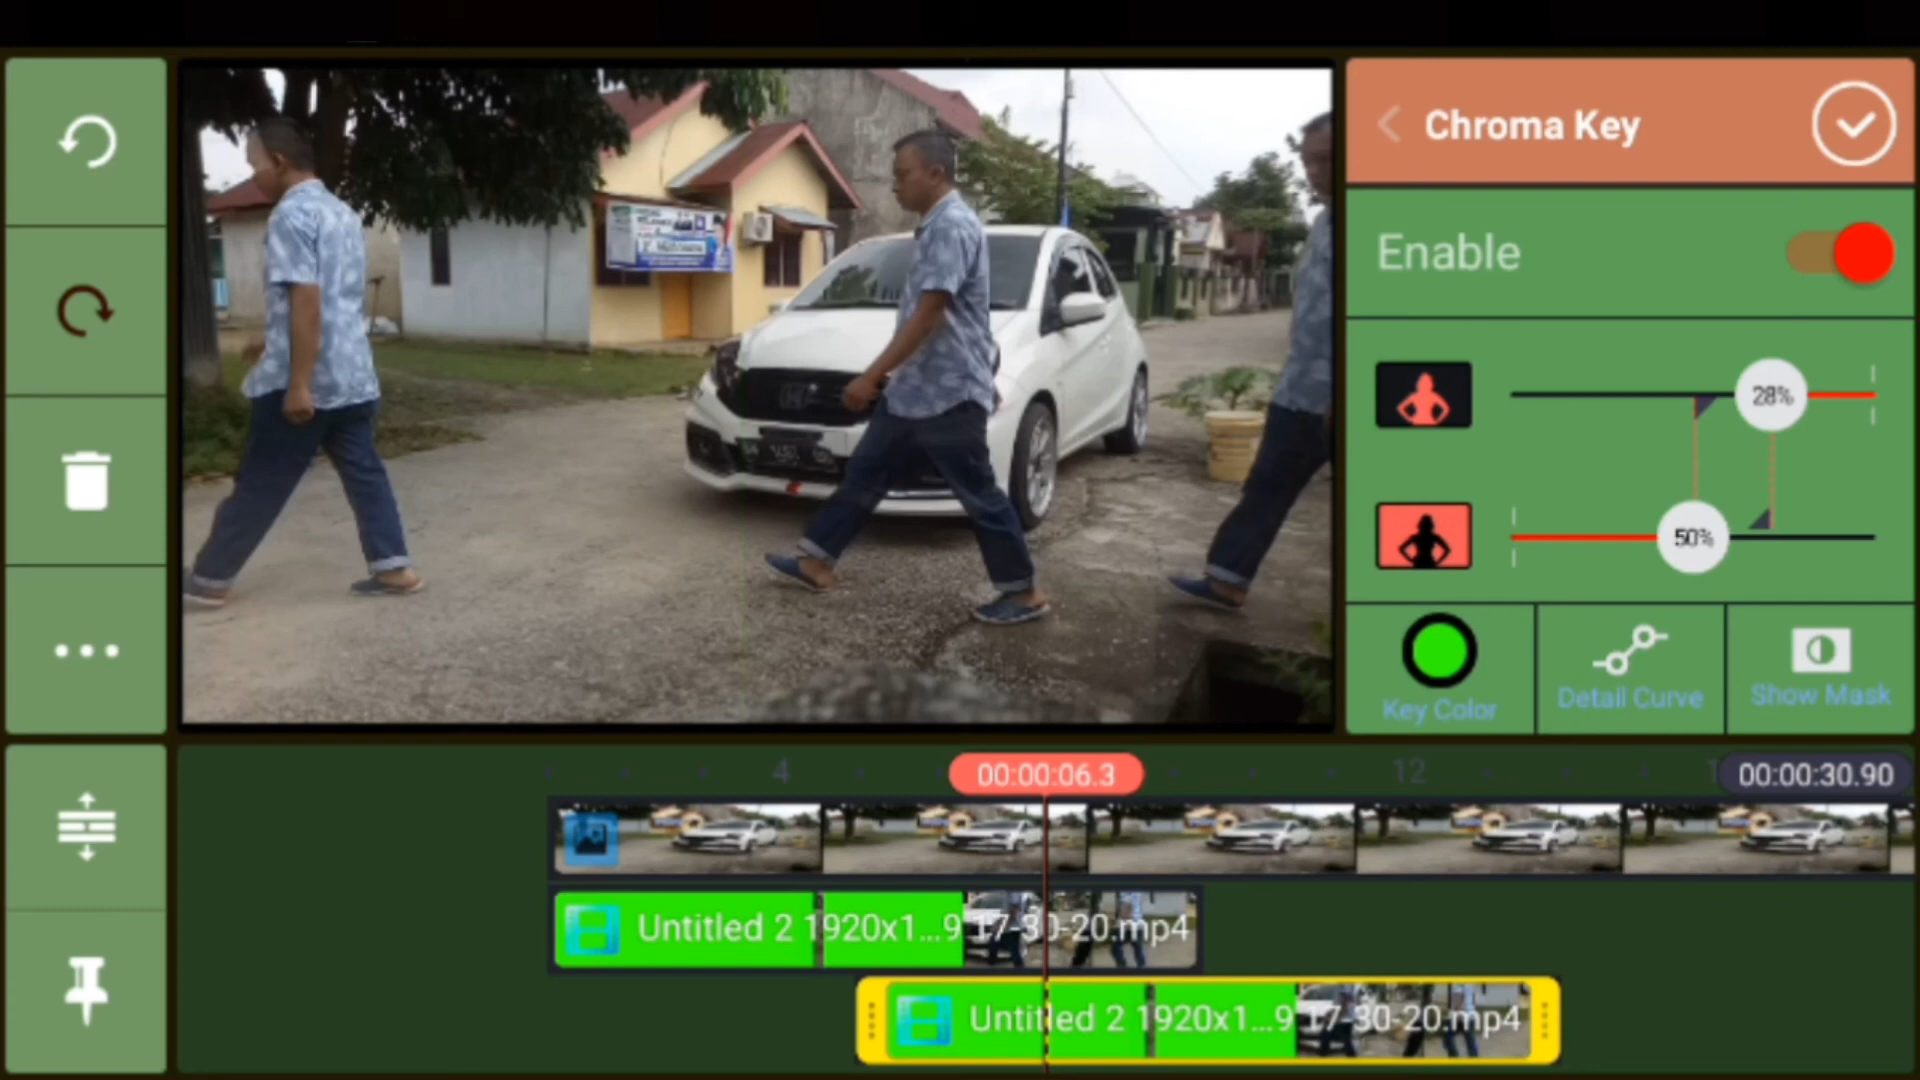 Chroma Key
Enable
28%
50%
Key Color
Detail Curve
Show Mask
4
00:00:06.3
12
00:00:30.90
Untitled 2 1920x1...9 17-30-20.mp4
Untitled 2 1920x1...9 17-30-20.mp4